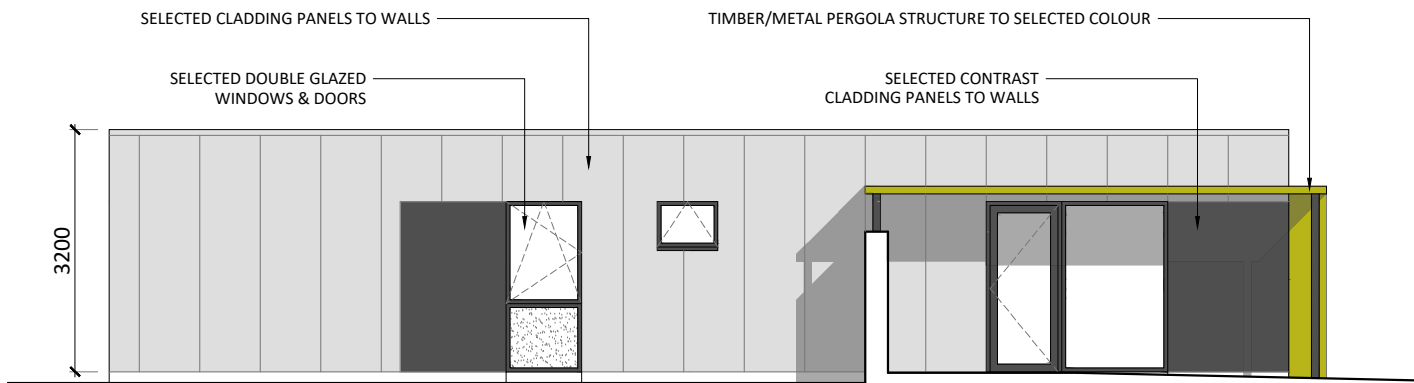 SELECTED CLADDING PANELS TO WALLS
TIMBER/METAL PERGOLA STRUCTURE TO SELECTED COLOUR
SELECTED DOUBLE GLAZED
WINDOWS & DOORS
SELECTED CONTRAST
CLADDING PANELS TO WALLS
3200